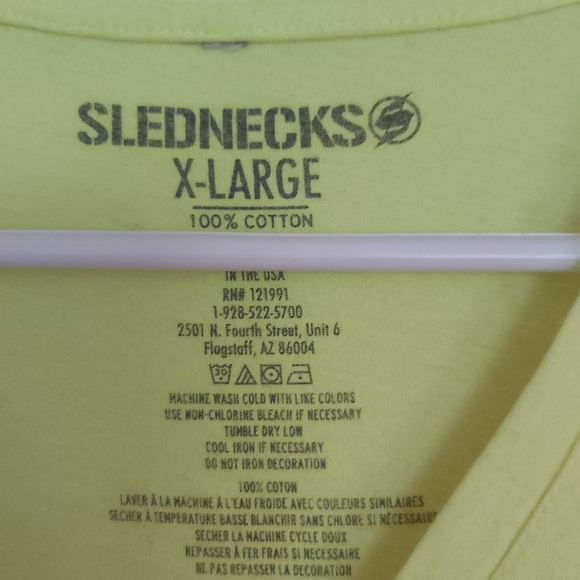 SLEDNECKS
X-LARGE
100% COTTON
IN THE USA
RN# 121991
1-928-522-5700
2501 N. Fourth Street, Unit 6
Flagstaff, AZ 86004
30
MACHINE WASH COLD WITH LIKE COLORS
USE NON-CHLORINE BLEACH IF NECESSARY
TUMBLE DRY LOW
COOL IRON IF NECESSARY
DO NOT IRON DECORATION
100% COTON
LAVER À LA MACHINE À L'EAU FROIDE AVEC COULEURS SIMILAIRES
SECHER À TEMPERATURE BASSE BLANCHIR SANS CHLORE SI NÉCESSAIR
SECHER LA MACHINE CYCLE DOUX
REPASSER À FER FRAIS SI NÉCESSAIRE
NE PAS REPASSER LA DECORATION